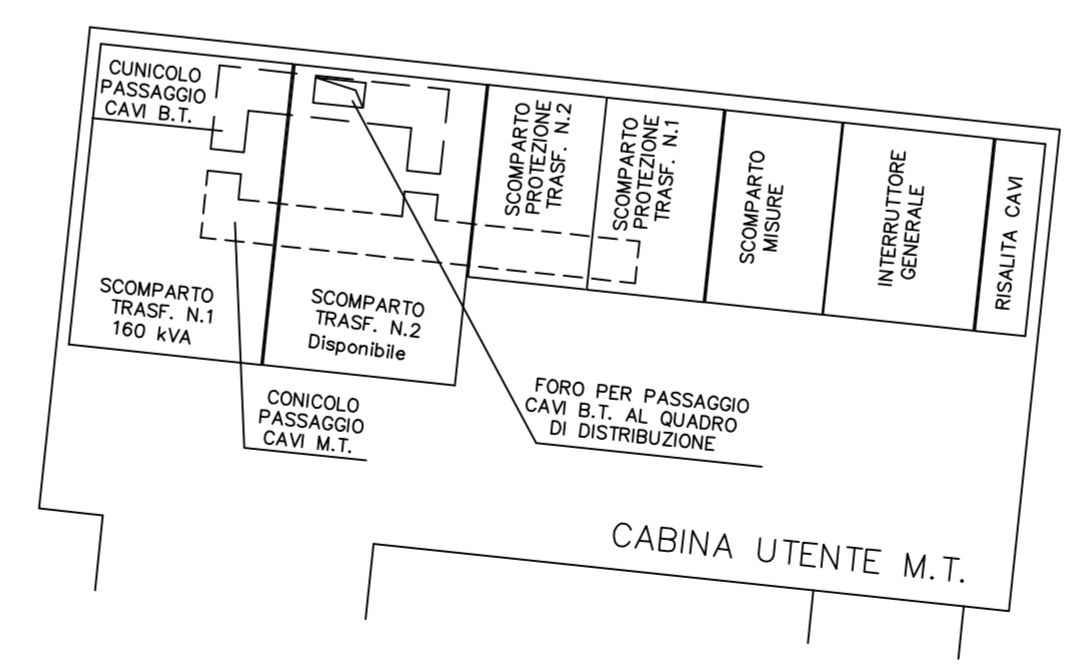 CUNICOLO
PASSAGGIO
CAVI B.T.
SCOMPARTO
PROTEZIONE
TRASF. N.2
SCOMPARTO
PROTEZIONE
TRASF. N.1
SCOMPARTO
MISURE
INTERRUTTORE
GENERALE
RISALITA CAVI
SCOMPARTO
TRASF. N.1
160 kVA
SCOMPARTO
TRASF. N.2
Disponibile
CONICOLO
PASSAGGIO
CAVI M.T.
FORO PER PASSAGGIO
CAVI B.T. AL QUADRO
DI DISTRIBUZIONE
CABINA UTENTE M.T.